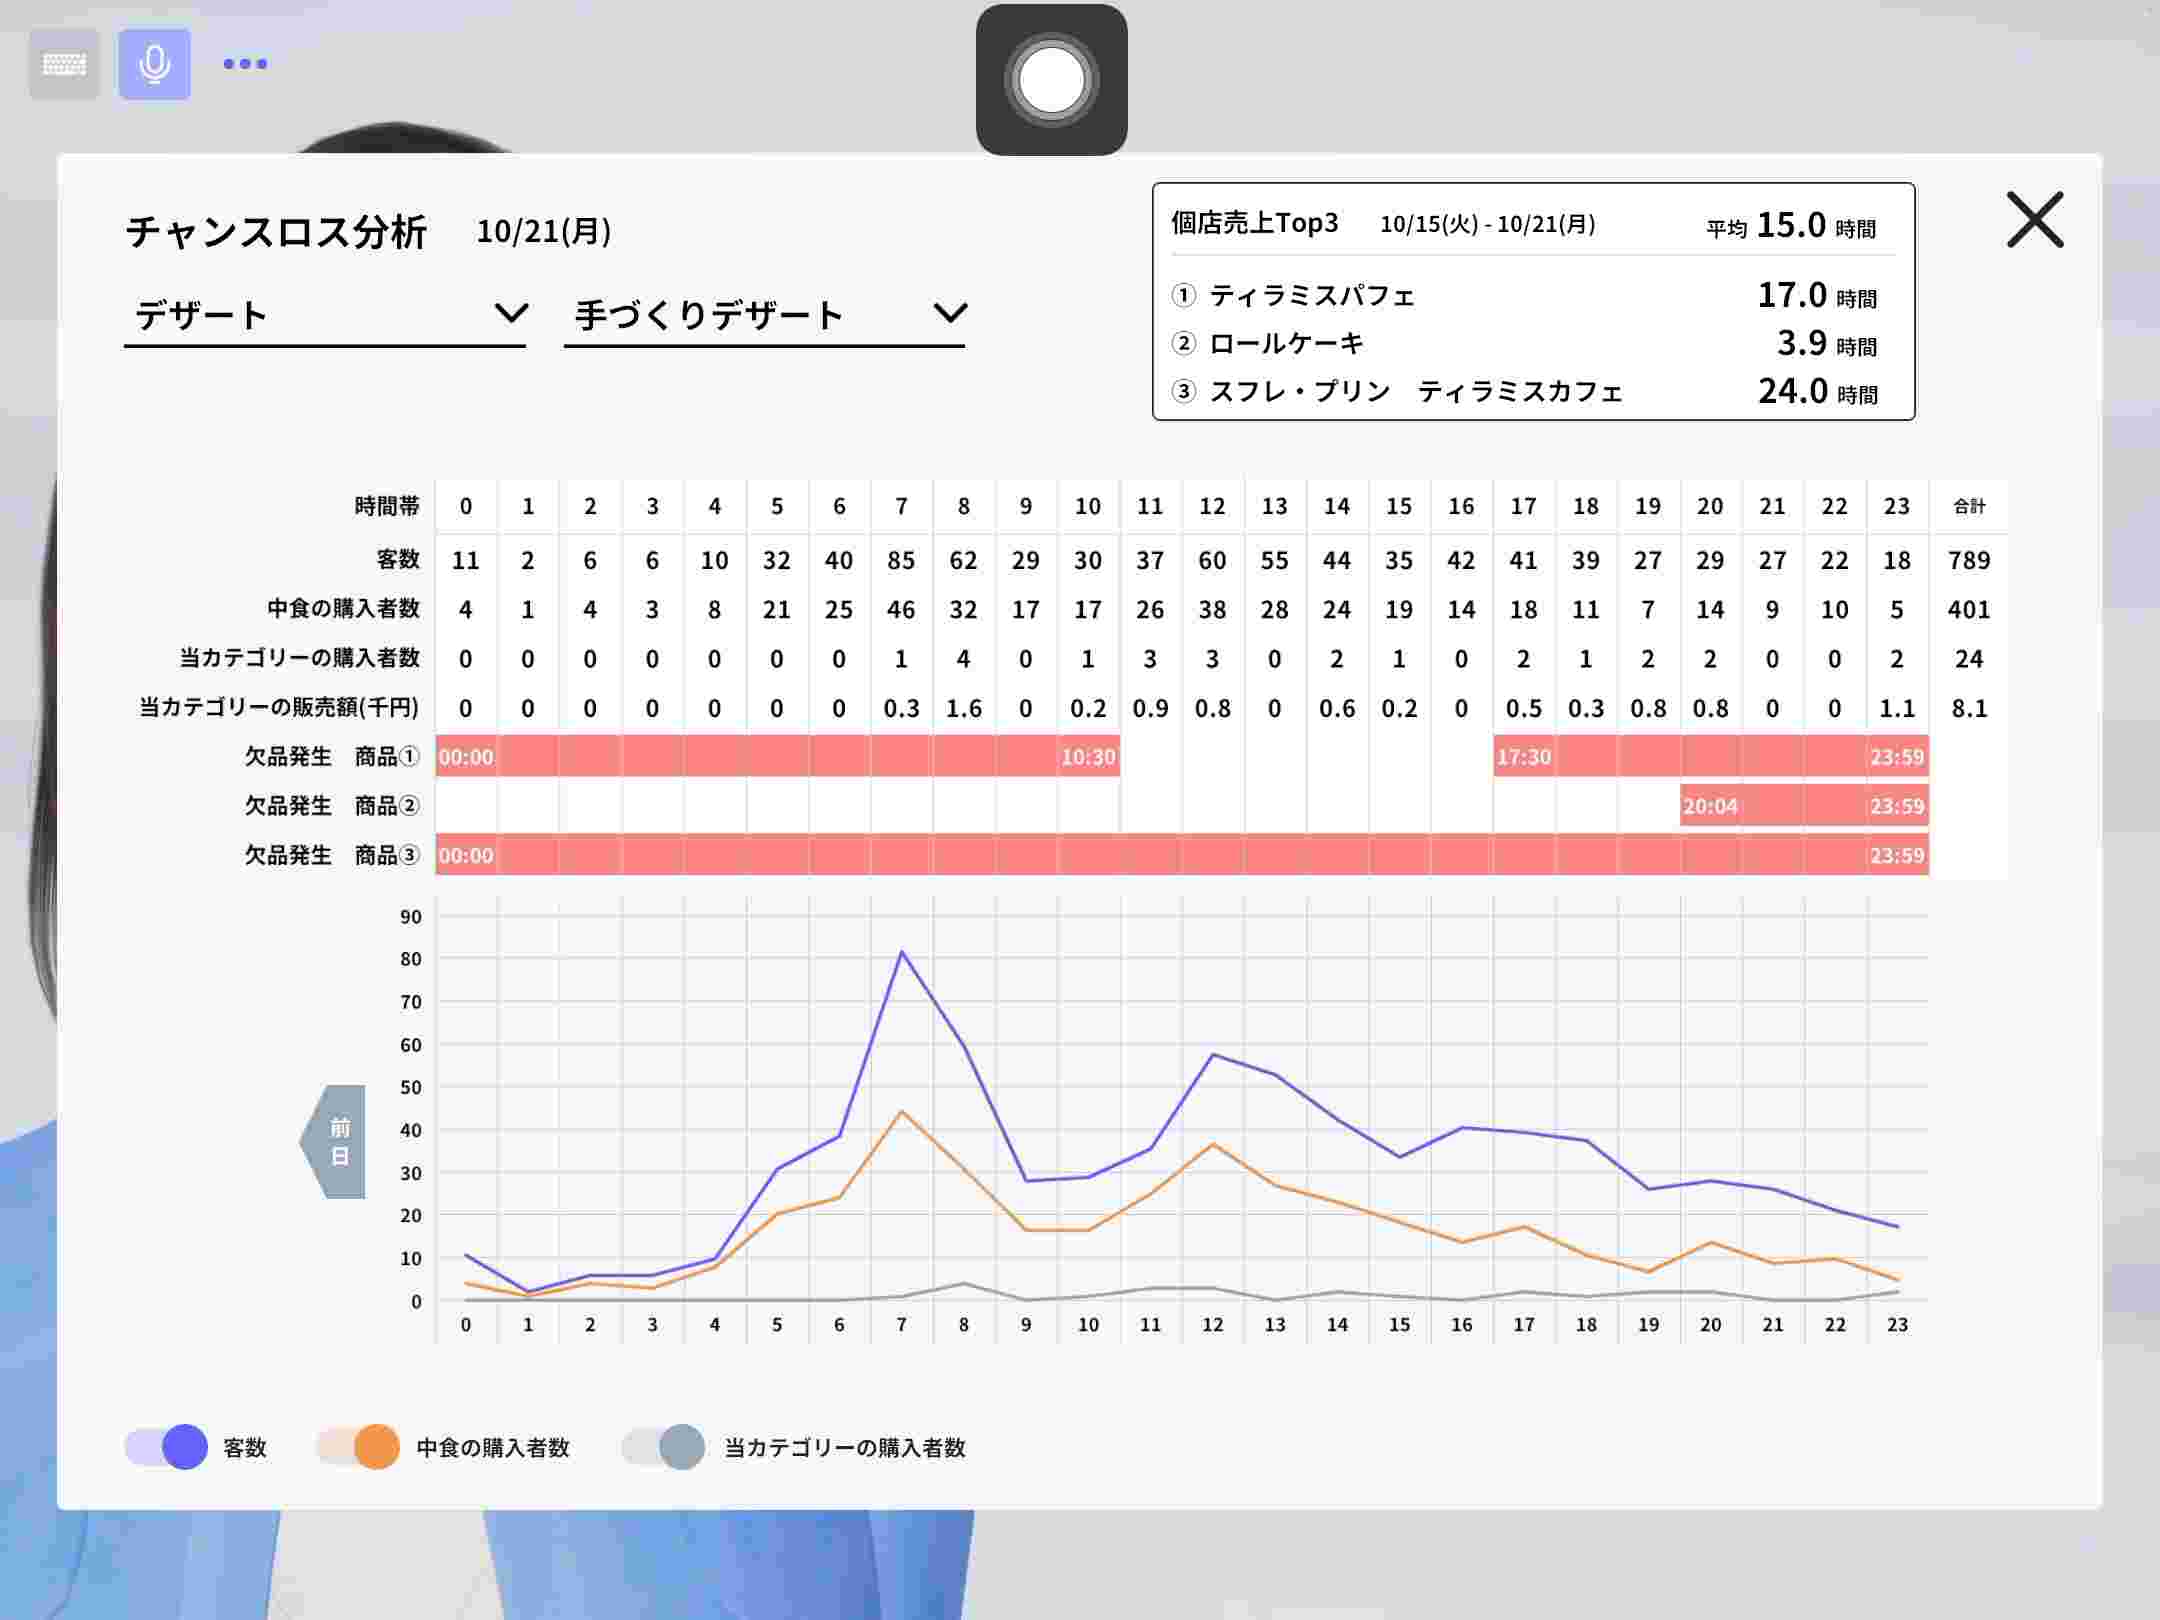 チャンスロス分析 10/21(月)
デザート 手づくりデザート
個店売上Top3 10/15(火) - 10/21(月) 平均 15.0 時間
① ティラミスパフェ 17.0 時間
② ロールケーキ 3.9 時間
③ スフレ・プリン　ティラミスカフェ 24.0 時間
時間帯 0 1 2 3 4 5 6 7 8 9 10 11 12 13 14 15 16 17 18 19 20 21 22 23 合計
客数 11 2 6 6 10 32 40 85 62 29 30 37 60 55 44 35 42 41 39 27 29 27 22 18 789
中食の購入者数 4 1 4 3 8 21 25 46 32 17 17 26 38 28 24 19 14 18 11 7 14 9 10 5 401
当カテゴリーの購入者数 0 0 0 0 0 0 0 1 4 0 1 3 3 0 2 1 0 2 1 2 2 0 0 2 24
当カテゴリーの販売額(千円) 0 0 0 0 0 0 0 0.3 1.6 0 0.2 0.9 0.8 0 0.6 0.2 0 0.5 0.3 0.8 0.8 0 0 1.1 8.1
欠品発生　商品① 00:00 10:30 17:30 23:59
欠品発生　商品② 20:04 23:59
欠品発生　商品③ 00:00 23:59
90
80
70
60
50
40
30
20
10
0
前日
0 1 2 3 4 5 6 7 8 9 10 11 12 13 14 15 16 17 18 19 20 21 22 23
客数 中食の購入者数 当カテゴリーの購入者数